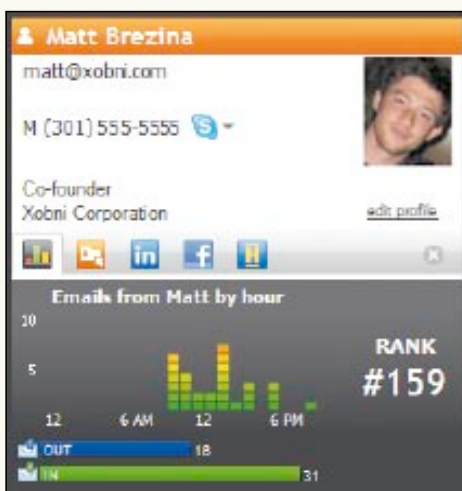 Matt Brezina
matt@xobni.com
M (301) 555-5555
Co-founder
Xobni Corporation
edit profile
in f
Emails from Matt by hour
10
5
12 6 AM 12 6 PM
RANK
#159
OUT 18
IN 31